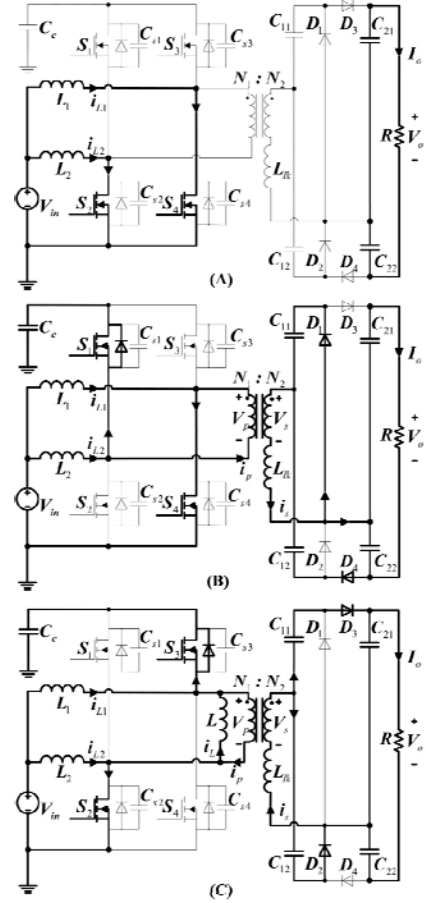 C_c S_1 C_s1 S_3 C_s3 C_11 D_1 D_3 C_21 I_o
L_1 i_L1 N_1 : N_2
L_2 i_L2 L_lk R + V_o -
V_in S_2 C_s2 S_4 C_s4 C_12 D_2 D_4 C_22
(A)
C_c S_1 C_s1 S_3 C_s3 C_11 D_1 D_3 C_21 I_o
L_1 i_L1 N_1 : N_2
L_2 i_L2 + V_p - + V_s - i_p L_lk i_s R + V_o -
V_in S_2 C_s2 S_4 C_s4 C_12 D_2 D_4 C_22
(B)
C_c S_1 C_s1 S_3 C_s3 C_11 D_1 D_3 C_21 I_o
L_1 i_L1 N_1 : N_2
L_2 i_L2 L i_L + V_p - + V_s - i_p L_lk i_s R + V_o -
V_in S_2 C_s2 S_4 C_s4 C_12 D_2 D_4 C_22
(C)